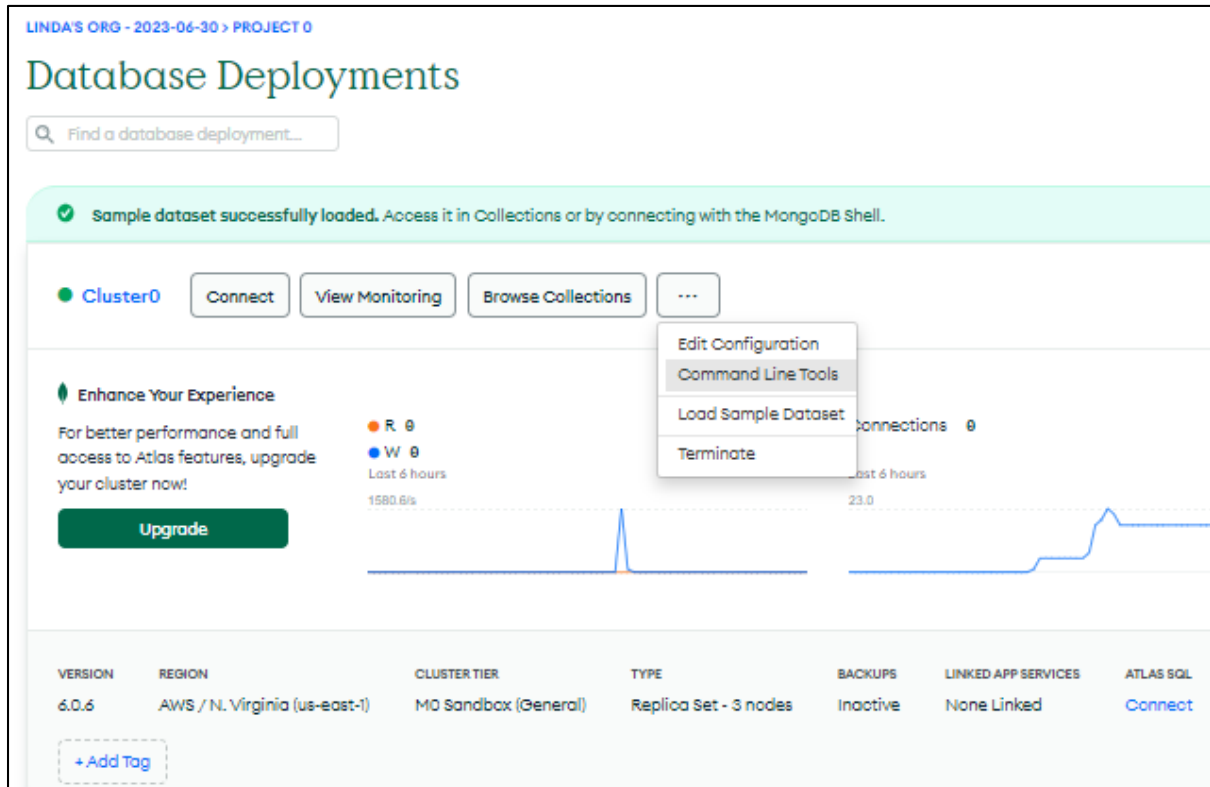 LINDA'S ORG - 2023-06-30 > PROJECT 0
Database Deployments
Find a database deployment...
Sample dataset successfully loaded. Access it in Collections or by connecting with the MongoDB Shell.
Cluster0 Connect View Monitoring Browse Collections ...
Edit Configuration
Command Line Tools
Load Sample Dataset
Terminate
Enhance Your Experience
For better performance and full
access to Atlas features, upgrade
your cluster now!
Upgrade
R 0
W 0
Last 6 hours
1580.6/s
Connections 0
Last 6 hours
23.0
VERSION REGION CLUSTER TIER TYPE BACKUPS LINKED APP SERVICES ATLAS SQL
6.0.6 AWS / N. Virginia (us-east-1) M0 Sandbox (General) Replica Set - 3 nodes Inactive None Linked Connect
+ Add Tag